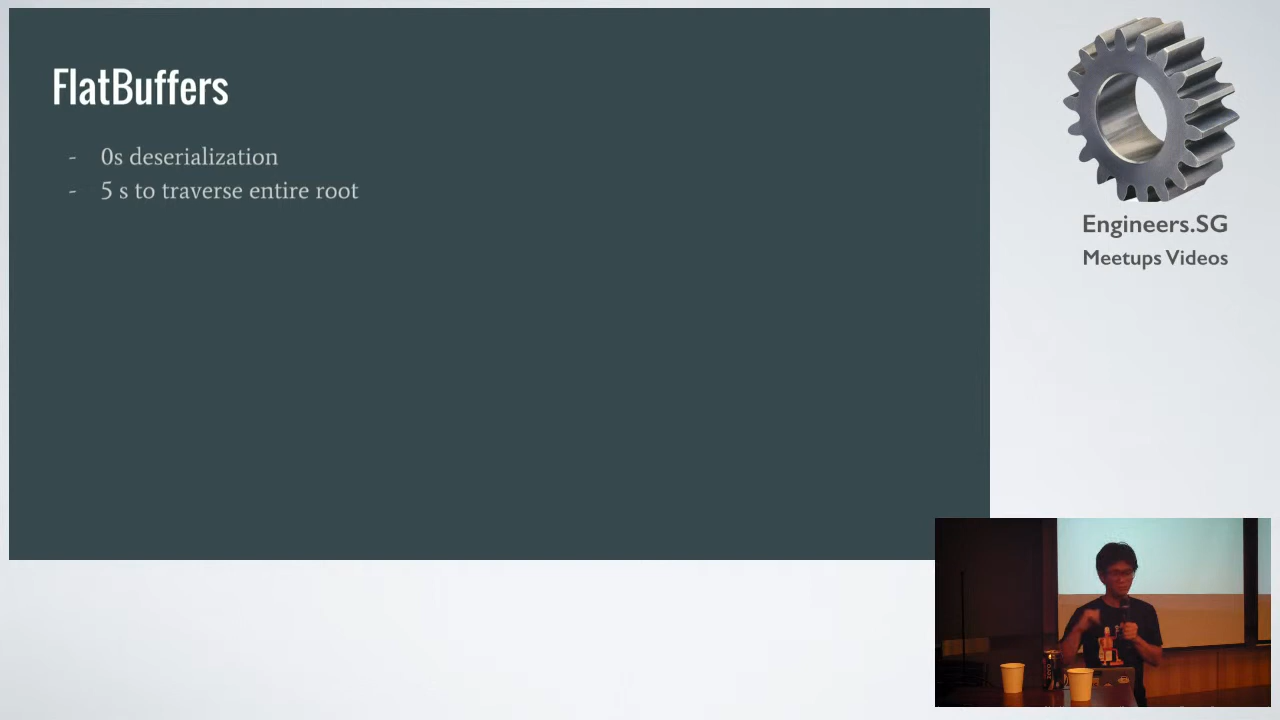 FlatBuffers
- 0s deserialization
- 5 s to traverse entire root
Engineers.SG
Meetups Videos